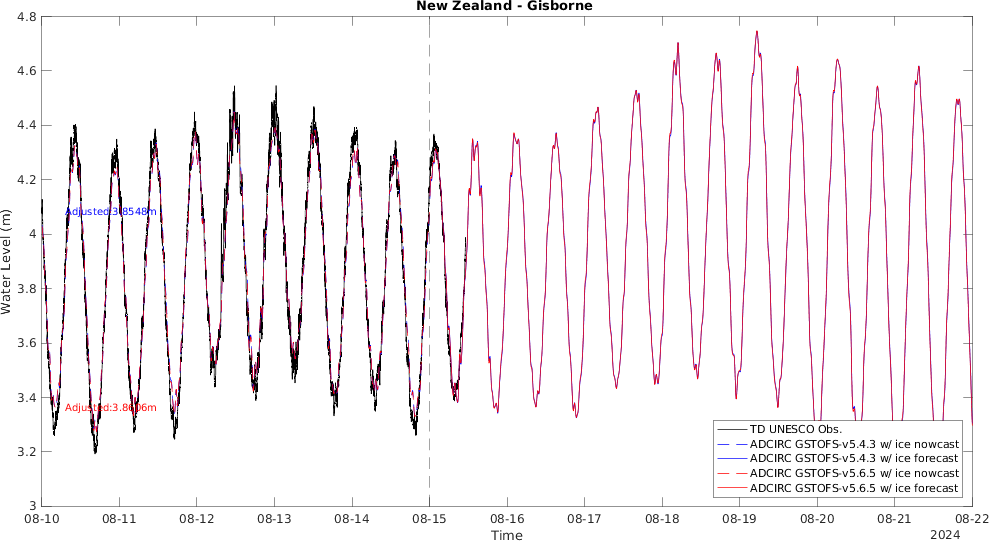 New Zealand - Gisborne
4.8
4.6
4.4
4.2
4
3.8
3.6
3.4
3.2
3
Water Level (m)
Adjusted:3.8548m
Adjusted:3.8606m
TD UNESCO Obs.
ADCIRC GSTOFS-v5.4.3 w/ ice nowcast
ADCIRC GSTOFS-v5.4.3 w/ ice forecast
ADCIRC GSTOFS-v5.6.5 w/ ice nowcast
ADCIRC GSTOFS-v5.6.5 w/ ice forecast
08-10 08-11 08-12 08-13 08-14 08-15 08-16 08-17 08-18 08-19 08-20 08-21 08-22
Time
2024